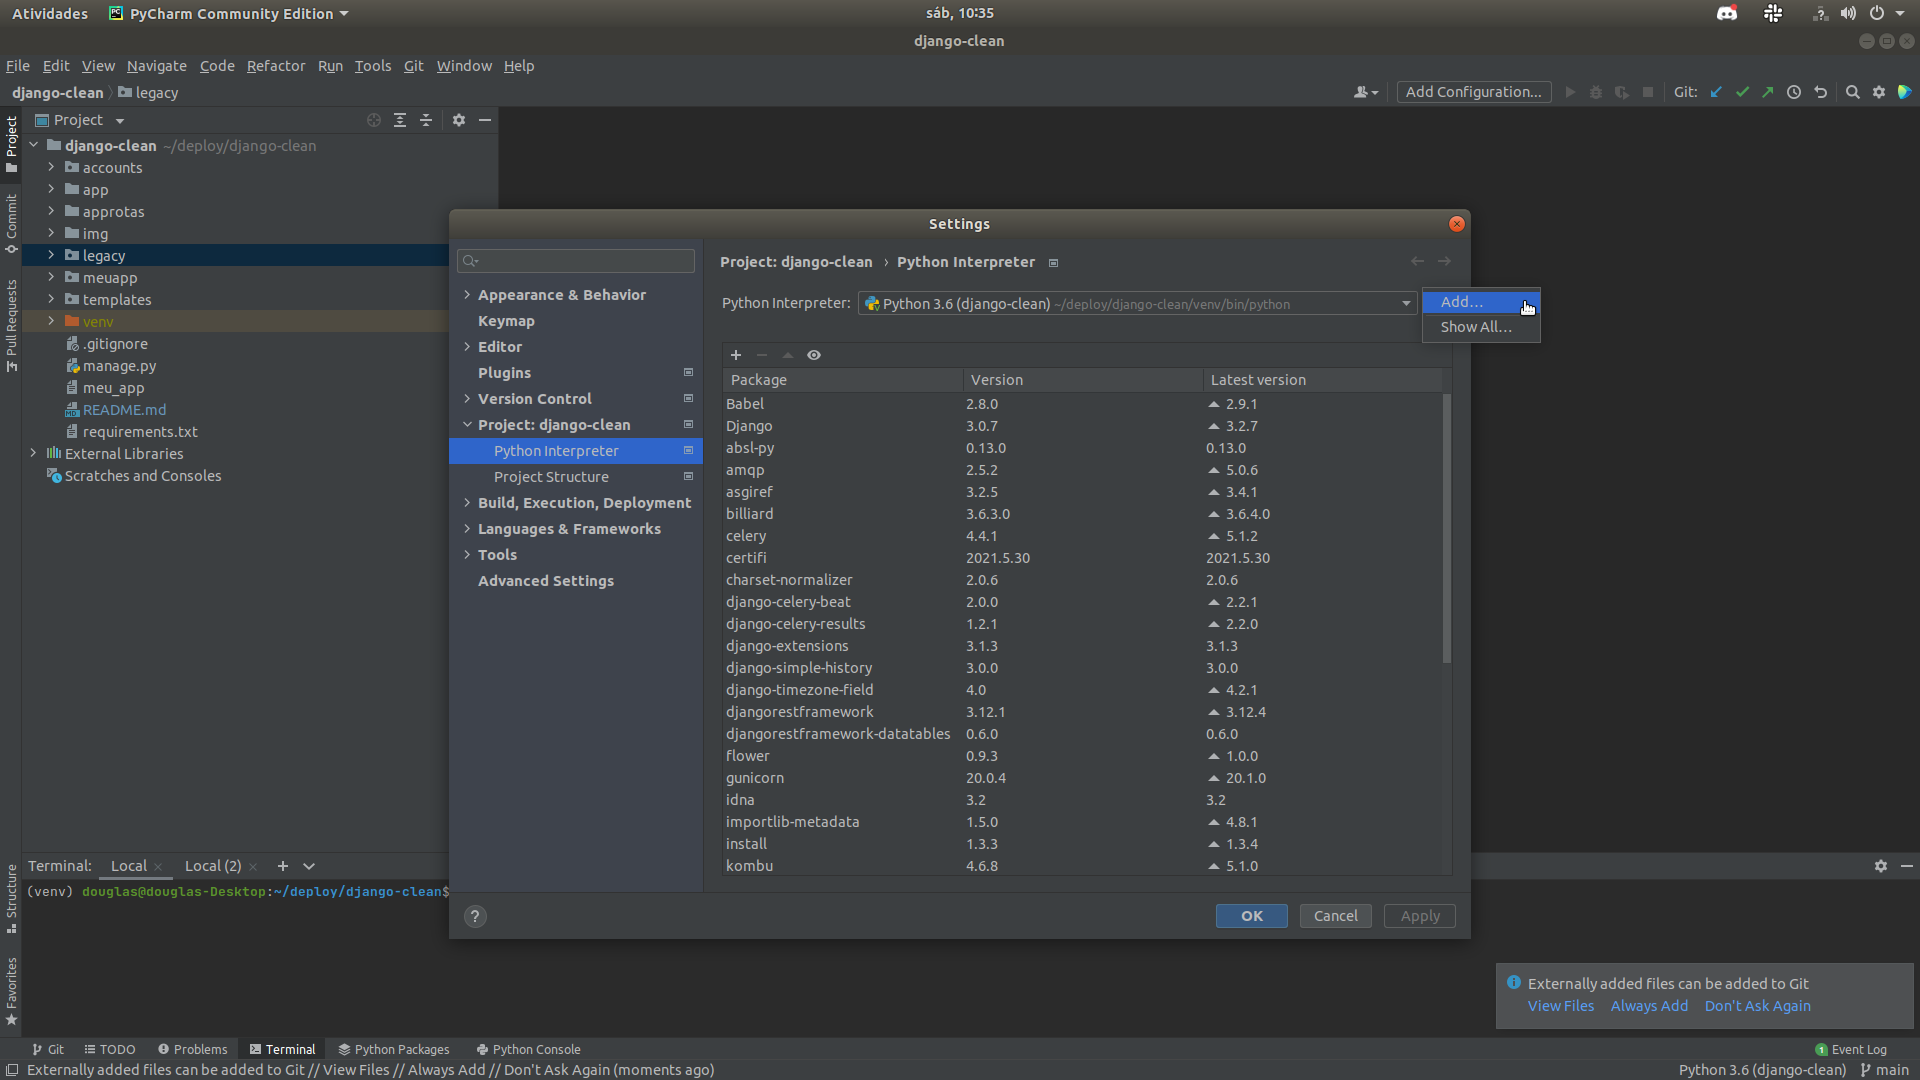 Atividades PyCharm Community Edition sáb, 10:35
django-clean
File Edit View Navigate Code Refactor Run Tools Git Window Help
django-clean legacy Add Configuration... Git:
Project
django-clean ~/deploy/django-clean
accounts
app
approtas
img
legacy
meuapp
templates
venv
.gitignore
manage.py
meu_app
README.md
requirements.txt
External Libraries
Scratches and Consoles
Project
Commit
Pull Requests
Structure
Favorites
Settings
Appearance & Behavior
Keymap
Editor
Plugins
Version Control
Project: django-clean
Python Interpreter
Project Structure
Build, Execution, Deployment
Languages & Frameworks
Tools
Advanced Settings
Project: django-clean › Python Interpreter
Python Interpreter: Python 3.6 (django-clean) ~/deploy/django-clean/venv/bin/python
Add...
Show All...
Package Version Latest version
Babel 2.8.0 2.9.1
Django 3.0.7 3.2.7
absl-py 0.13.0 0.13.0
amqp 2.5.2 5.0.6
asgiref 3.2.5 3.4.1
billiard 3.6.3.0 3.6.4.0
celery 4.4.1 5.1.2
certifi 2021.5.30 2021.5.30
charset-normalizer 2.0.6 2.0.6
django-celery-beat 2.0.0 2.2.1
django-celery-results 1.2.1 2.2.0
django-extensions 3.1.3 3.1.3
django-simple-history 3.0.0 3.0.0
django-timezone-field 4.0 4.2.1
djangorestframework 3.12.1 3.12.4
djangorestframework-datatables 0.6.0 0.6.0
flower 0.9.3 1.0.0
gunicorn 20.0.4 20.1.0
idna 3.2 3.2
importlib-metadata 1.5.0 4.8.1
install 1.3.3 1.3.4
kombu 4.6.8 5.1.0
? OK Cancel Apply
Terminal: Local Local (2)
(venv) douglas@douglas-Desktop:~/deploy/django-clean$
Externally added files can be added to Git
View Files Always Add Don't Ask Again
Git TODO Problems Terminal Python Packages Python Console 1 Event Log
Externally added files can be added to Git // View Files // Always Add // Don't Ask Again (moments ago) Python 3.6 (django-clean) main